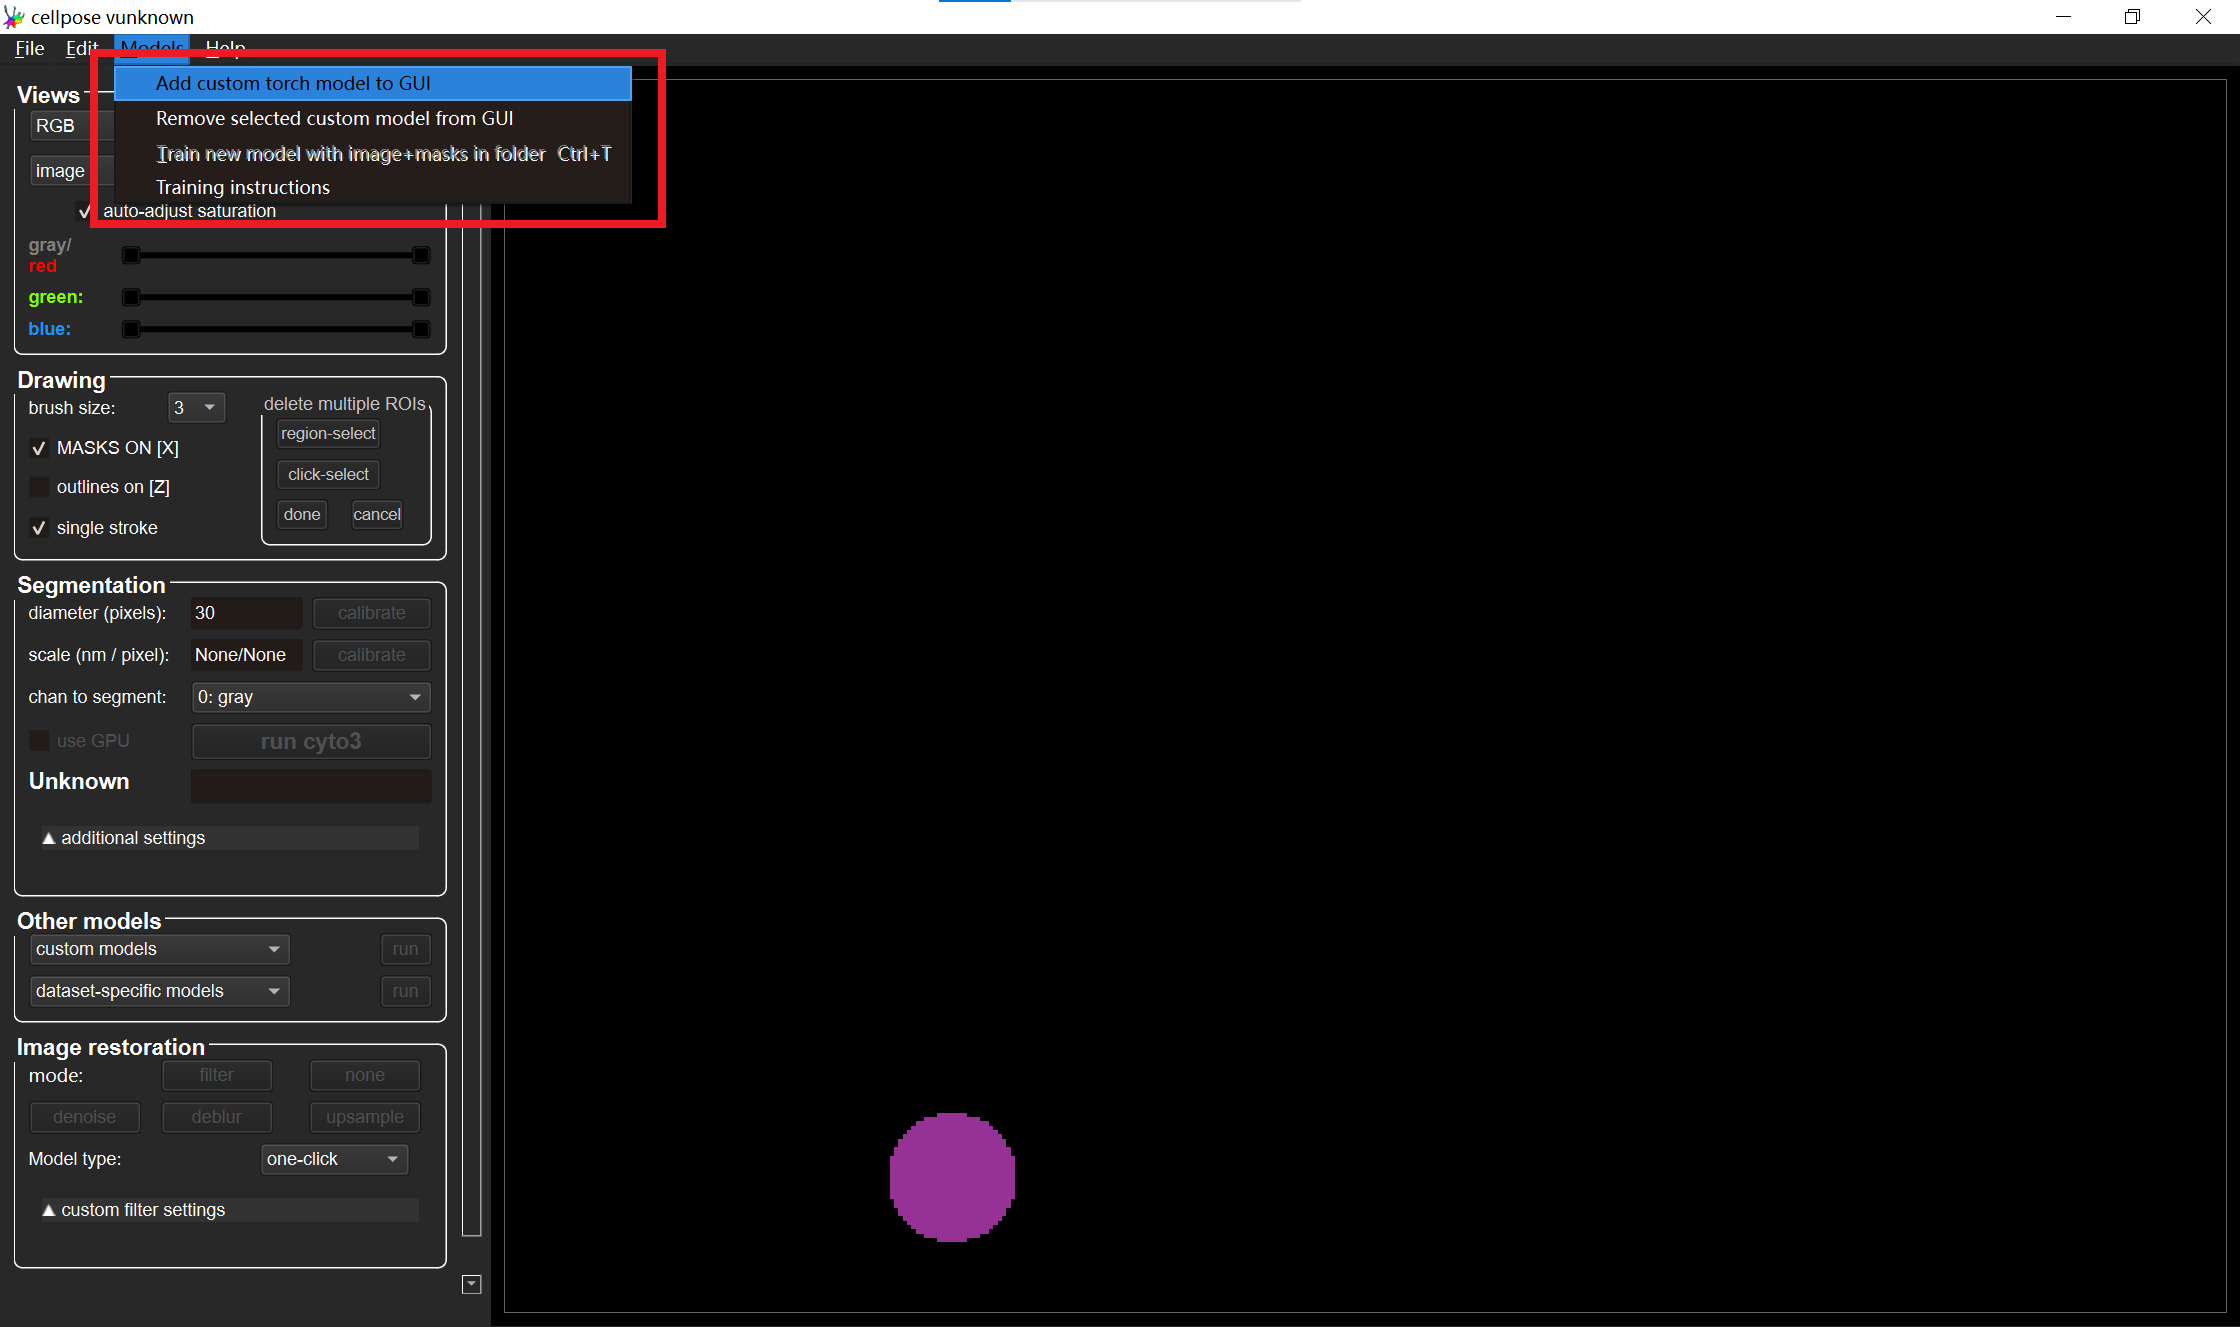 cellpose vunknown
File Edit Models Help
Add custom torch model to GUI
Remove selected custom model from GUI
Train new model with image+masks in folder Ctrl+T
Training instructions
Views
RGB
image
auto-adjust saturation
gray/
red
green:
blue:
Drawing
brush size: 3
delete multiple ROIs
region-select
MASKS ON [X]
click-select
outlines on [Z]
done cancel
single stroke
Segmentation
diameter (pixels): 30 calibrate
scale (nm / pixel): None/None calibrate
chan to segment: 0: gray
use GPU run cyto3
Unknown
additional settings
Other models
custom models run
dataset-specific models run
Image restoration
mode: filter none
denoise deblur upsample
Model type: one-click
custom filter settings